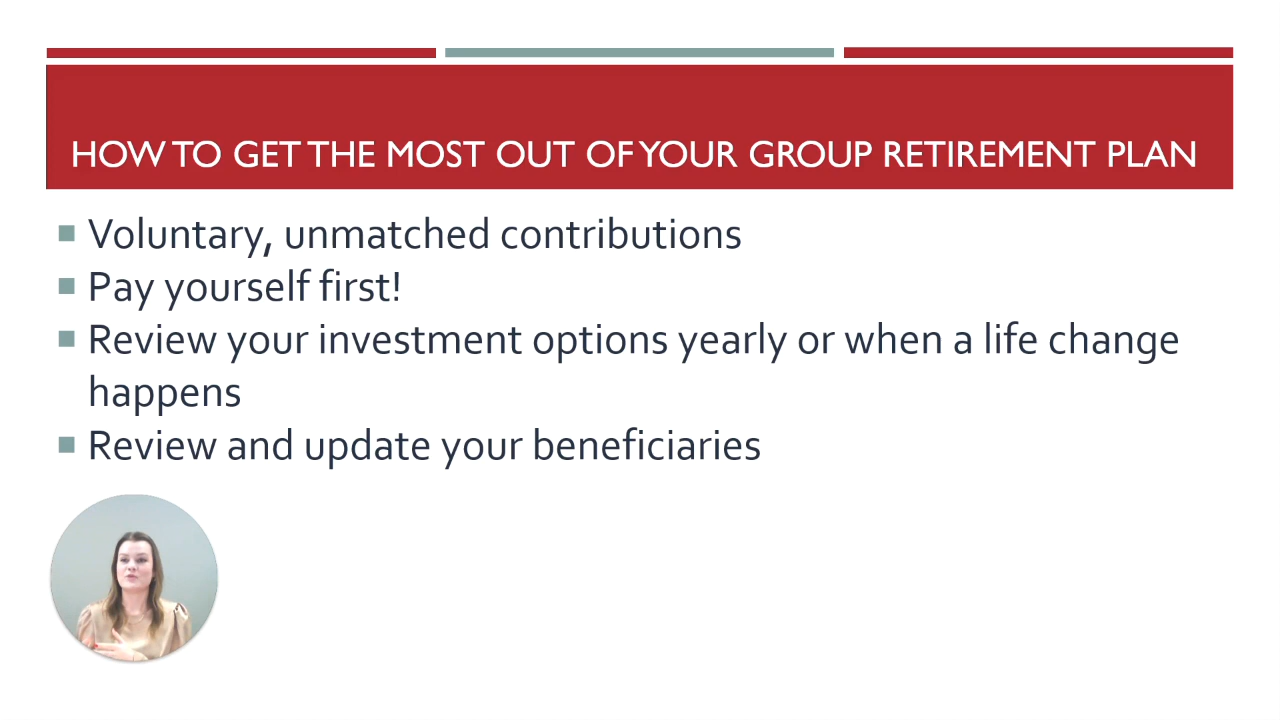 HOW TO GET THE MOST OUT OF YOUR GROUP RETIREMENT PLAN
Voluntary, unmatched contributions
Pay yourself first!
Review your investment options yearly or when a life change
happens
Review and update your beneficiaries